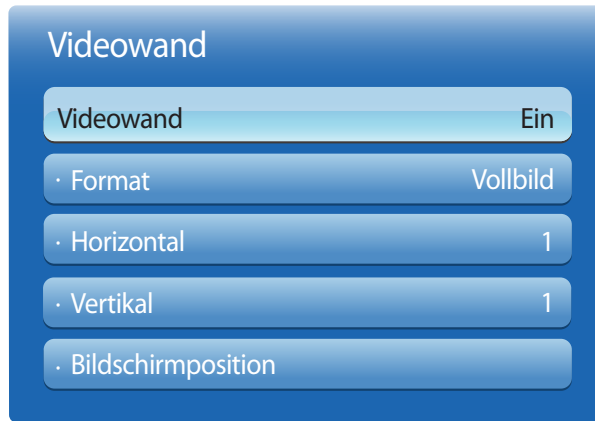 Videowand
Videowand Ein
· Format Vollbild
· Horizontal 1
· Vertikal 1
· Bildschirmposition